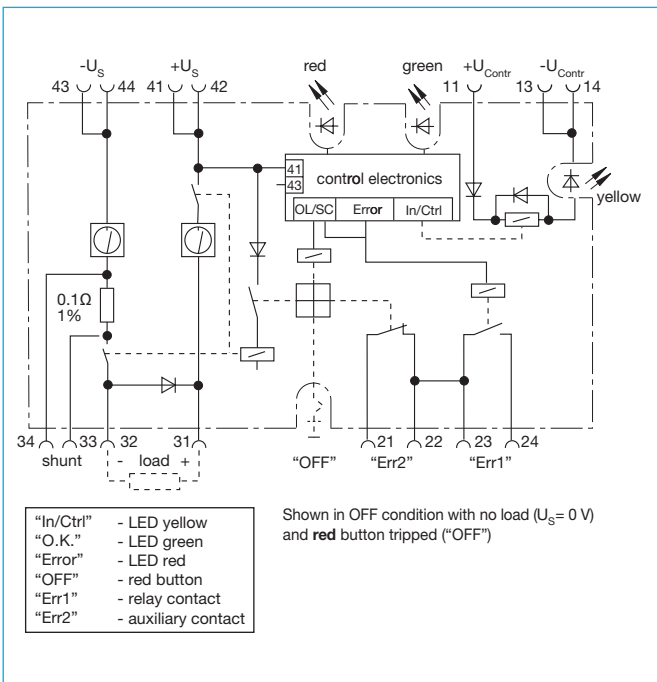 -US +US red green +UContr -UContr
43 44 41 42 11 13 14
41
43
control electronics
OL/SC Error In/Ctrl
yellow
0.1Ω
1%
34 33 32 31 21 22 23 24
shunt - load + “OFF” “Err2” “Err1”
“In/Ctrl” - LED yellow
“O.K.” - LED green
“Error” - LED red
“OFF” - red button
“Err1” - relay contact
“Err2” - auxiliary contact
Shown in OFF condition with no load (US= 0 V)
and red button tripped (“OFF”)